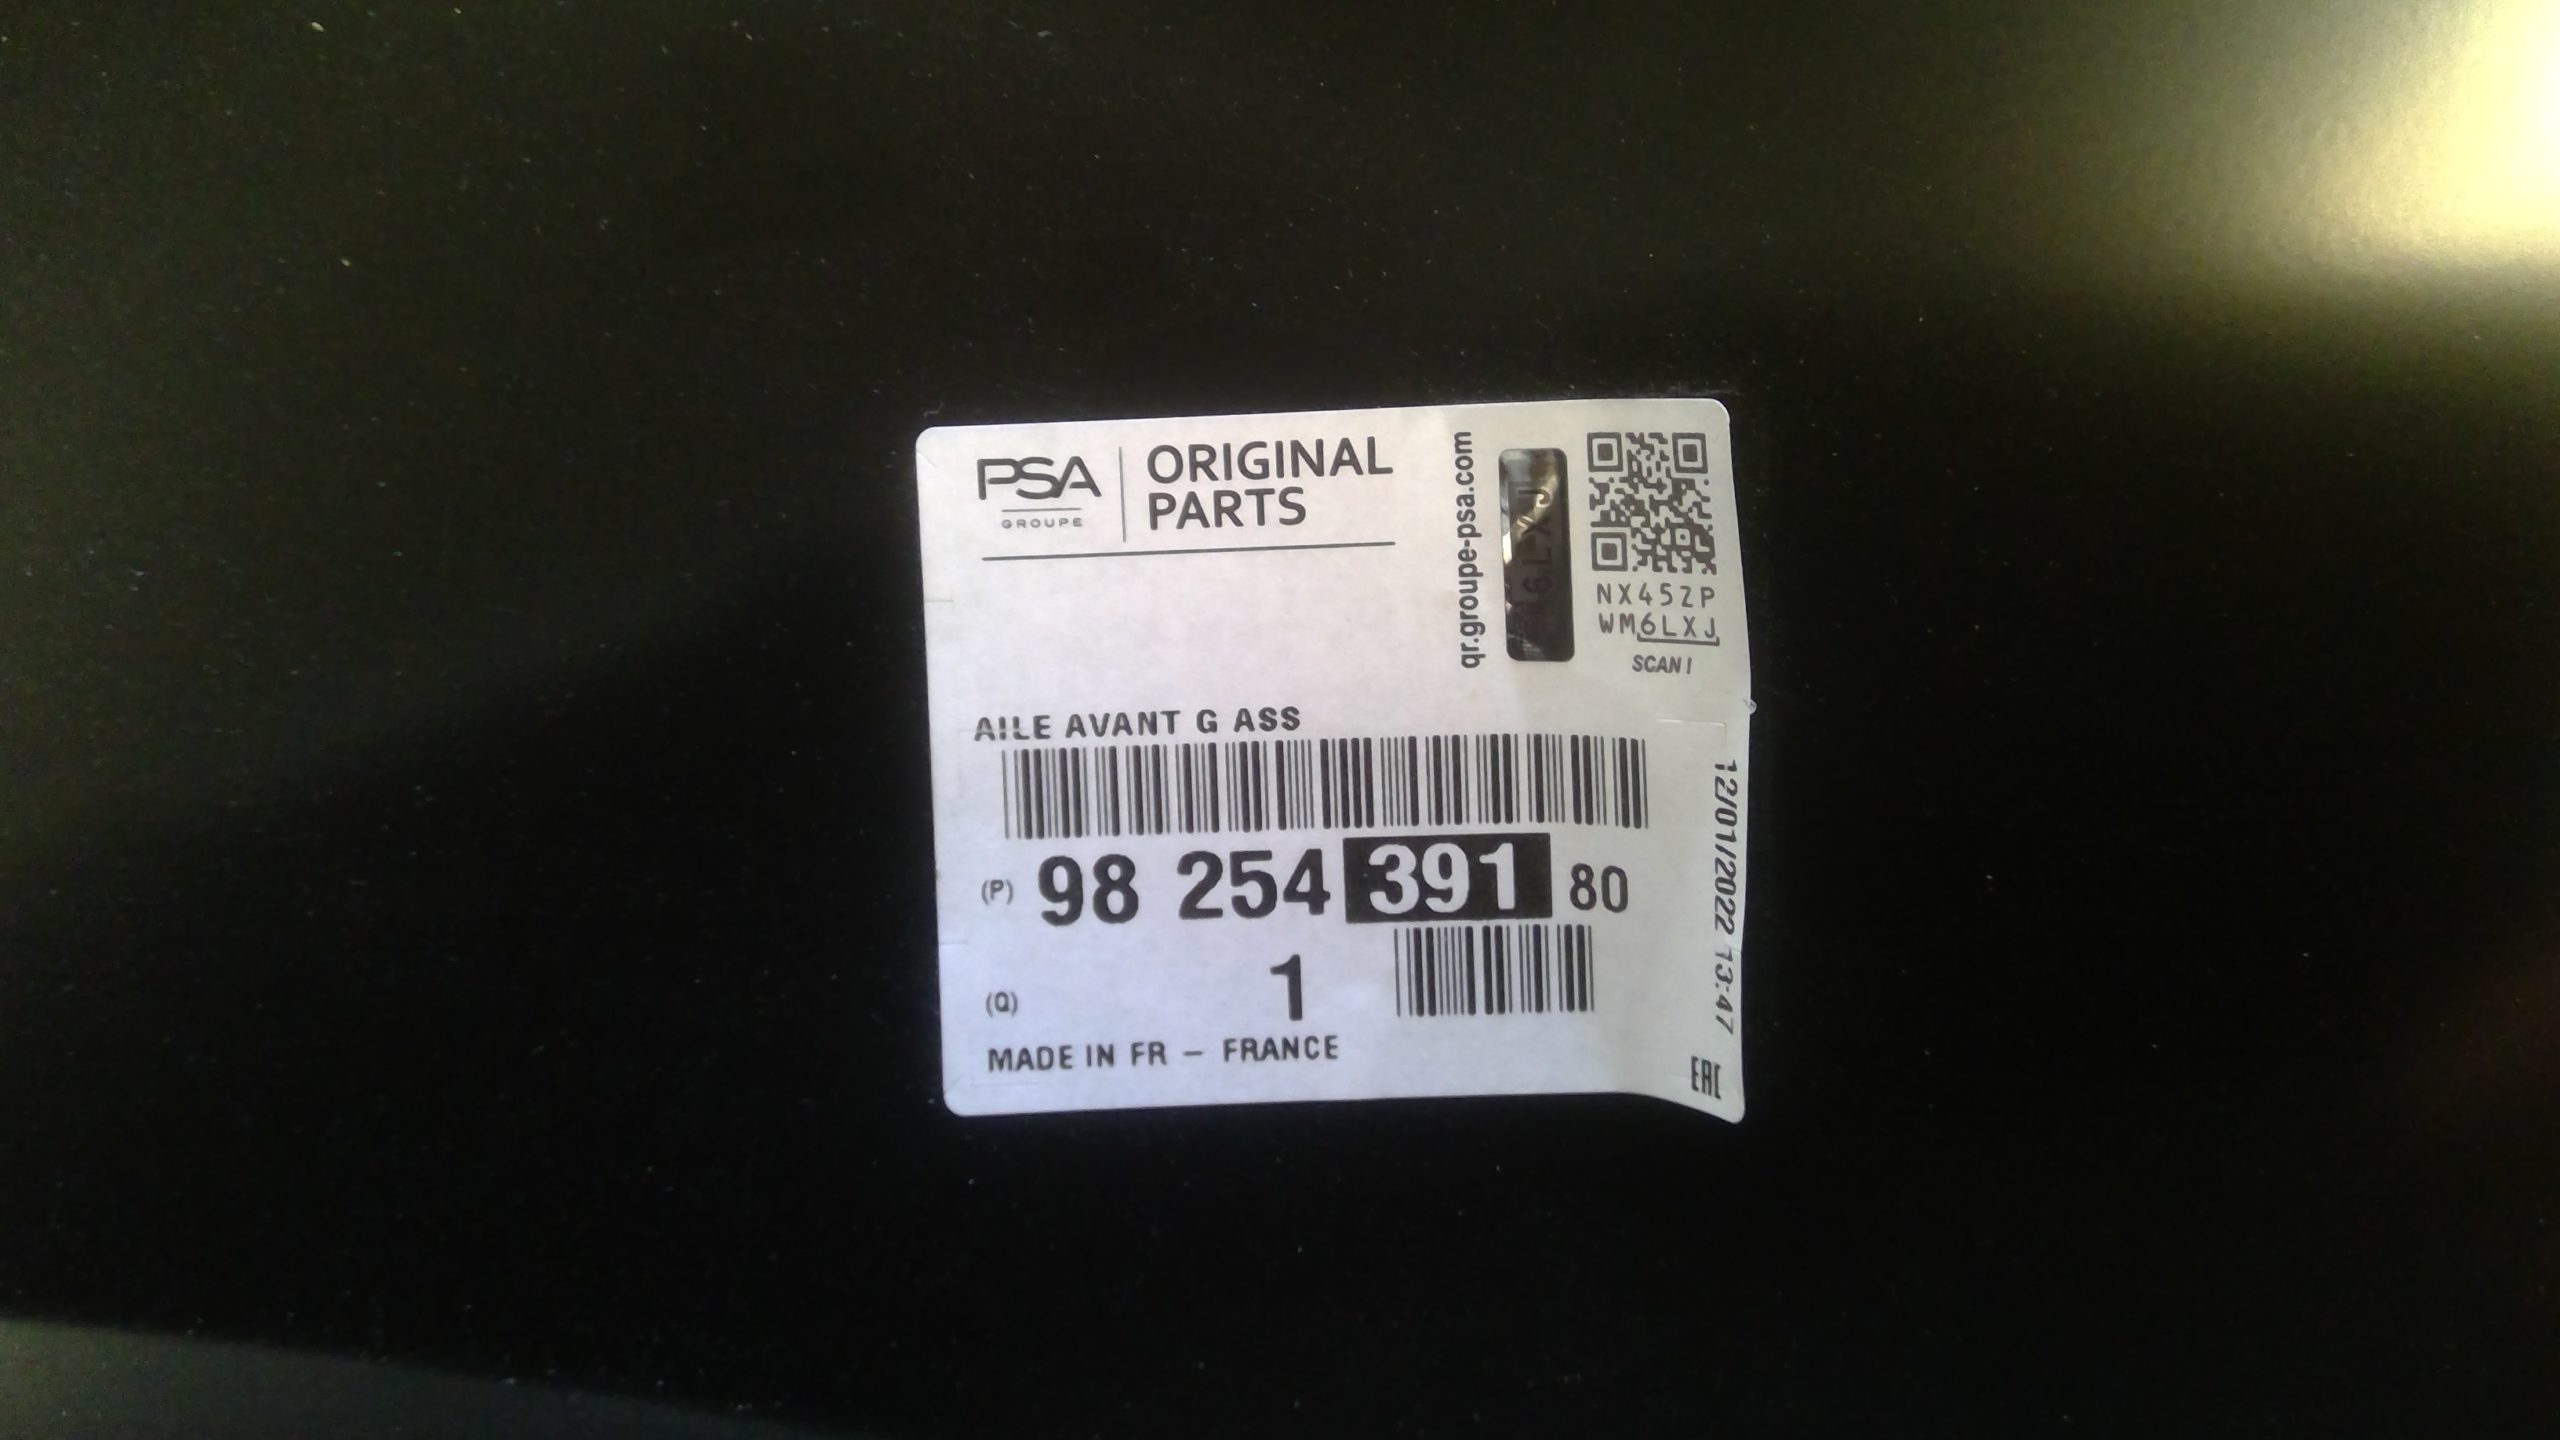 PSA
GROUPE
ORIGINAL
PARTS
qr.groupe-psa.com
6LXJ
NX45ZP
WM6LXJ
SCAN!
AILE AVANT G ASS
(P) 98 254 391 80
(Q) 1
MADE IN FR – FRANCE
12/01/2022 13:47
EAC